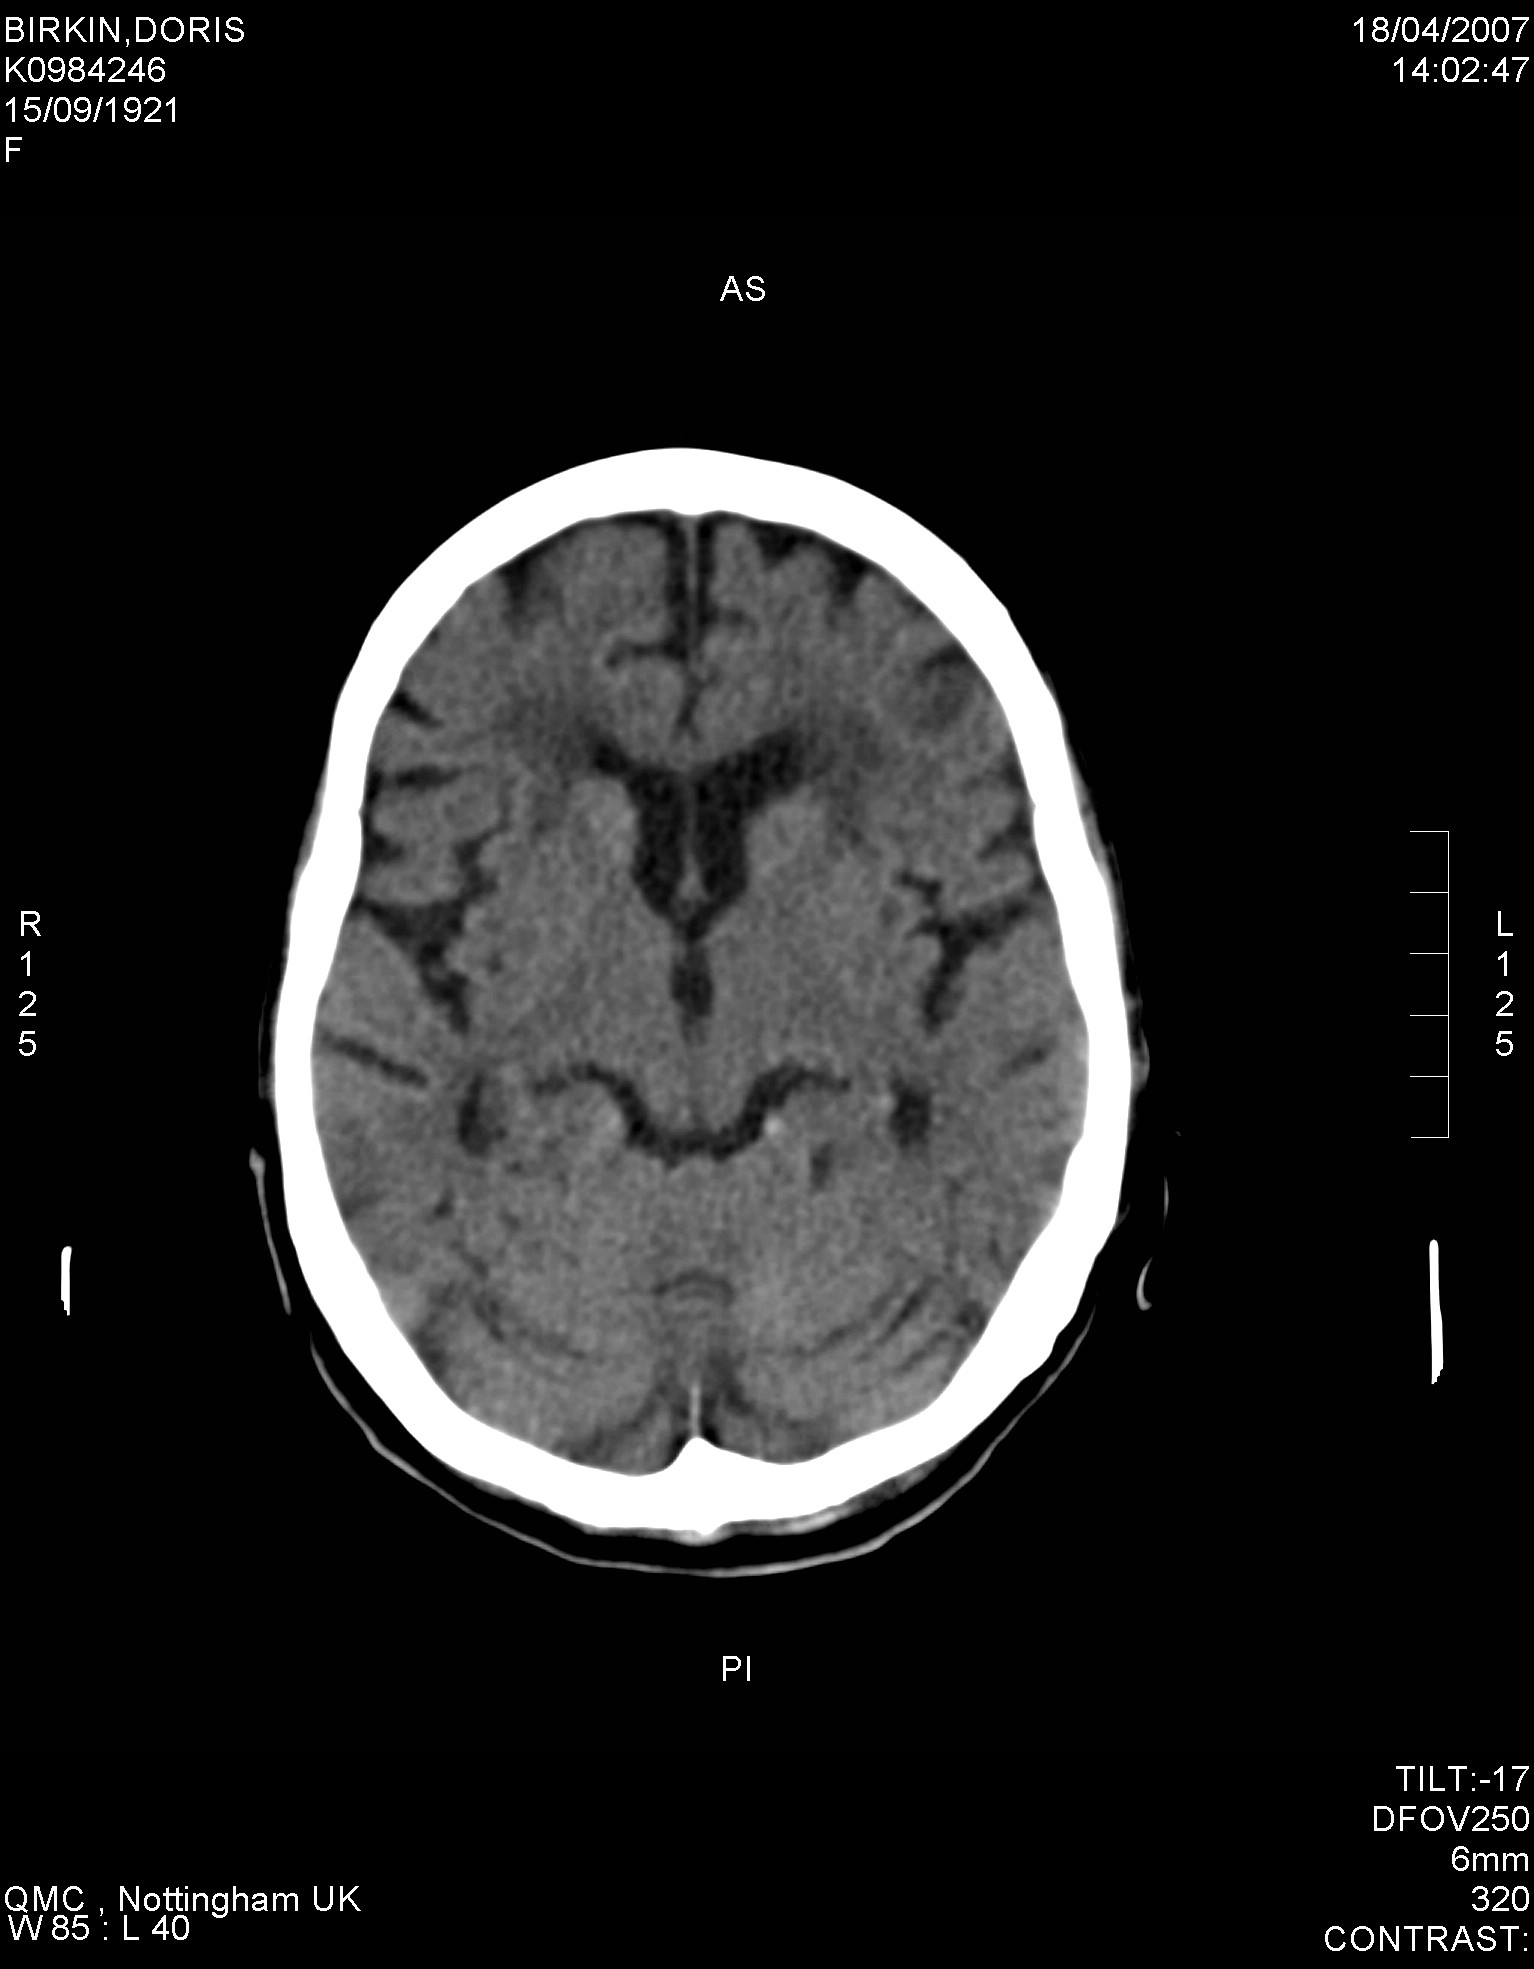 BIRKIN,DORIS
K0984246
15/09/1921
F
18/04/2007
14:02:47
AS
R
1
2
5
L
1
2
5
PI
TILT:-17
DFOV250
6mm
320
CONTRAST:
QMC , Nottingham UK
W 85 : L 40